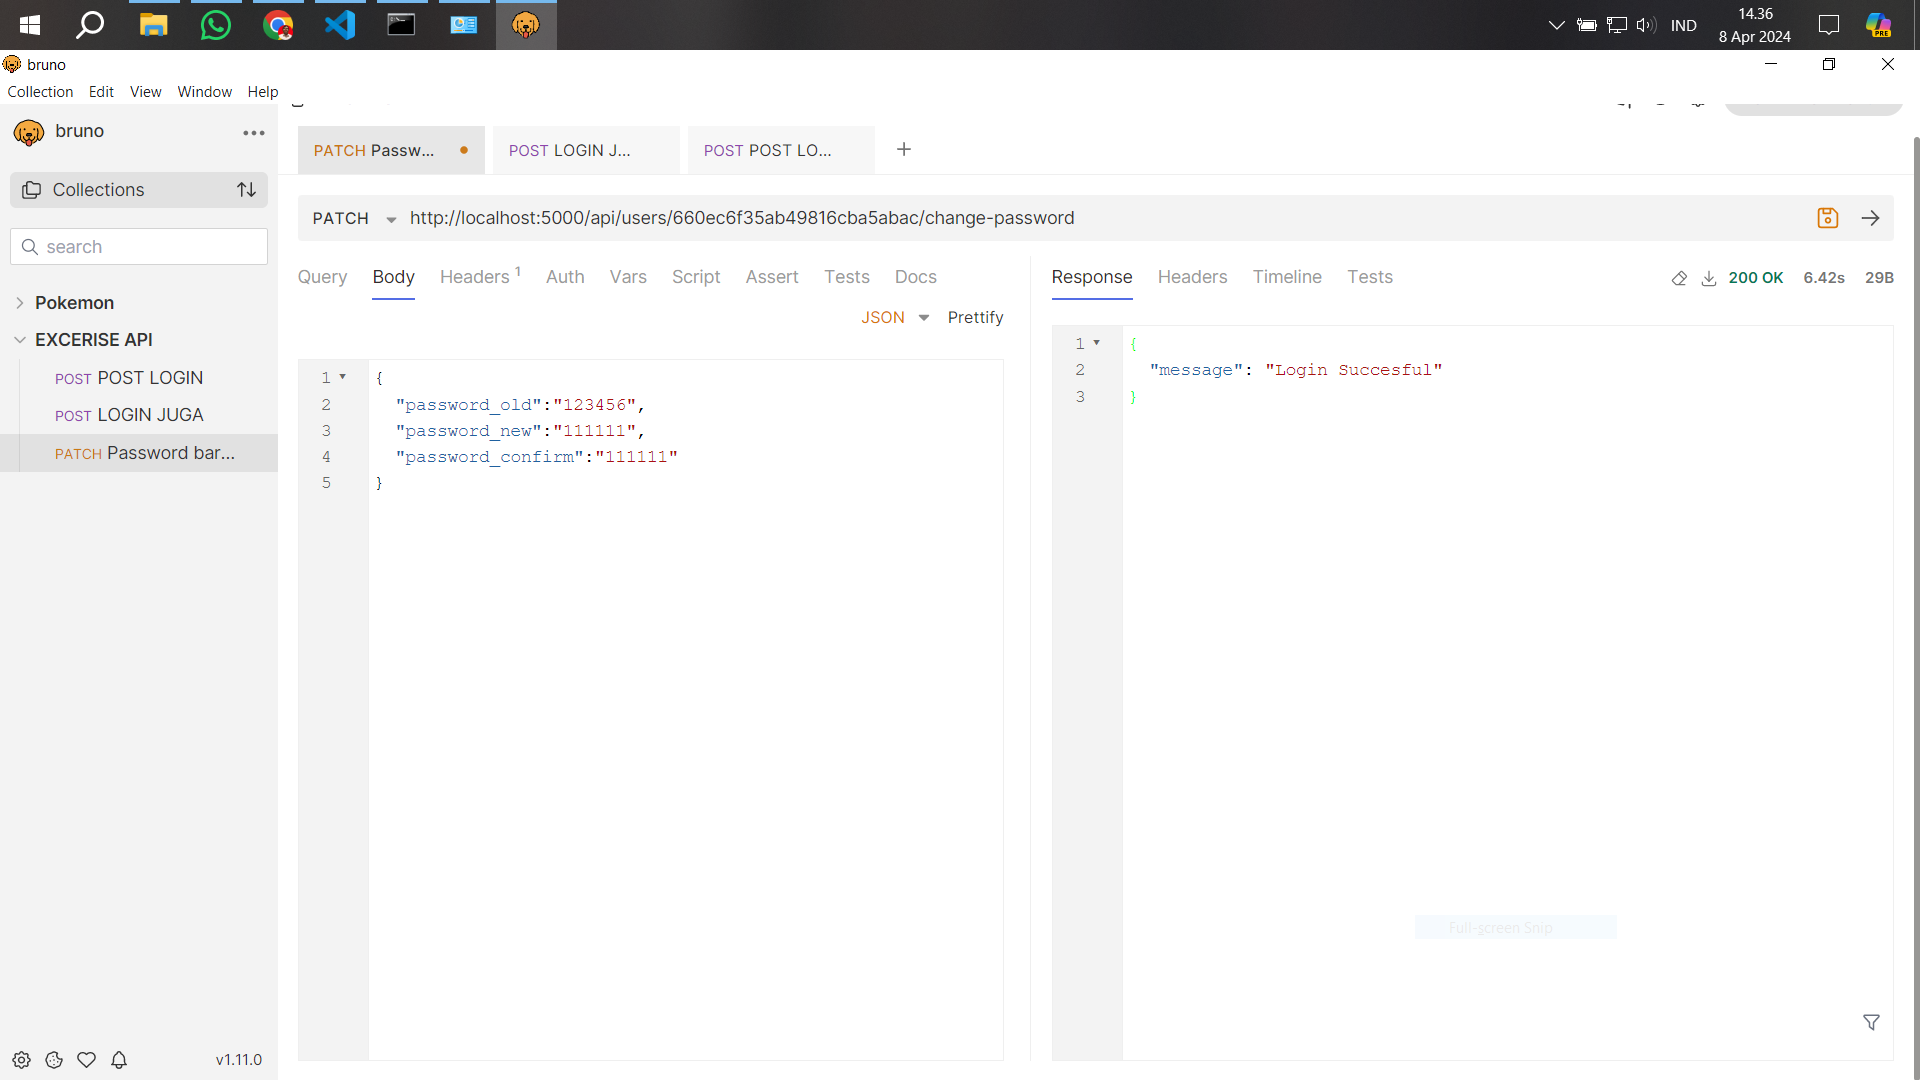 IND
14.36
8 Apr 2024
PRE
bruno
Collection Edit View Window Help
bruno
Collections
search
Pokemon
EXCERISE API
POST POST LOGIN
POST LOGIN JUGA
PATCH Password bar...
v1.11.0
PATCH Passw...
POST LOGIN J...
POST POST LO...
PATCH http://localhost:5000/api/users/660ec6f35ab49816cba5abac/change-password
Query Body Headers 1 Auth Vars Script Assert Tests Docs
JSON Prettify
1 {
2 "password_old":"123456",
3 "password_new":"111111",
4 "password_confirm":"111111"
5 }
Response Headers Timeline Tests 200 OK 6.42s 29B
1 {
2 "message": "Login Succesful"
3 }
Full-screen Snip